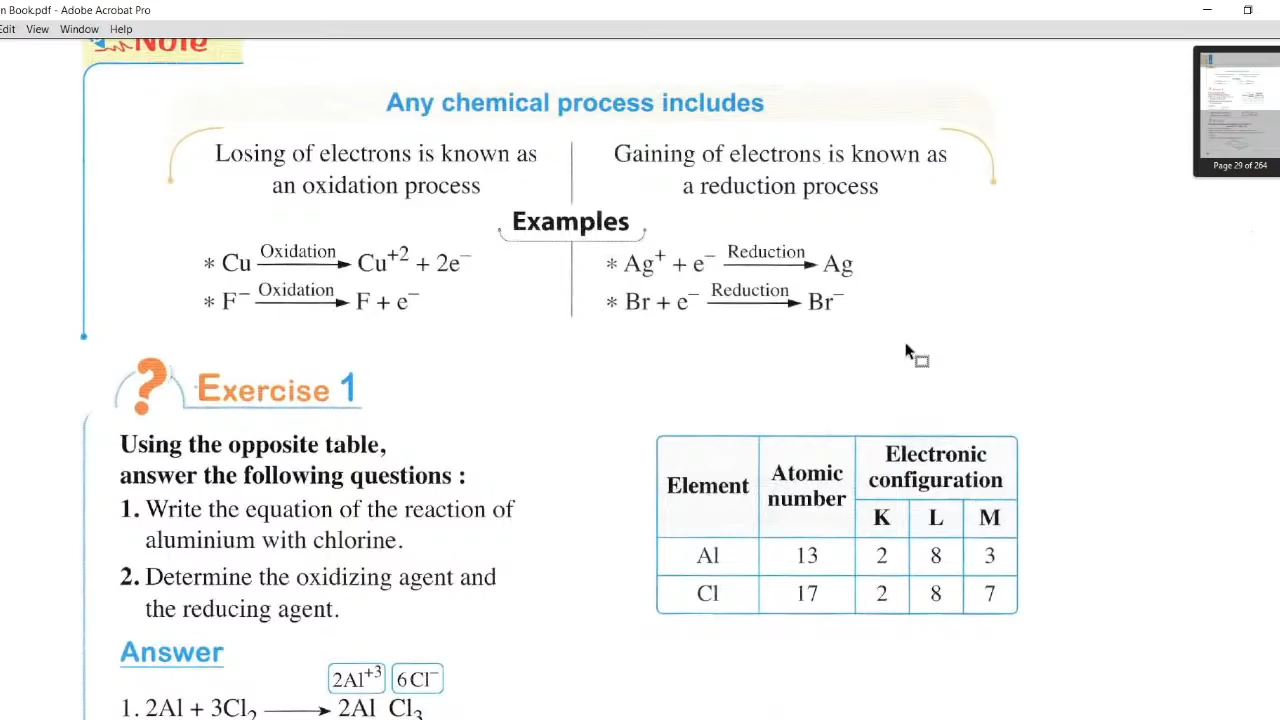 n Book.pdf - Adobe Acrobat Pro
Edit View Window Help
Note
Page 29 of 264
Any chemical process includes
Losing of electrons is known as
an oxidation process
Gaining of electrons is known as
a reduction process
Examples
* Cu Oxidation Cu⁺² + 2e⁻
* F⁻ Oxidation F + e⁻
* Ag⁺ + e⁻ Reduction Ag
* Br + e⁻ Reduction Br⁻
? Exercise 1
Using the opposite table,
answer the following questions :
1. Write the equation of the reaction of
aluminium with chlorine.
2. Determine the oxidizing agent and
the reducing agent.
Element Atomic number Electronic configuration
K L M
Al 13 2 8 3
Cl 17 2 8 7
Answer
2Al⁺³ 6Cl⁻
1. 2Al + 3Cl₂ → 2Al Cl₃